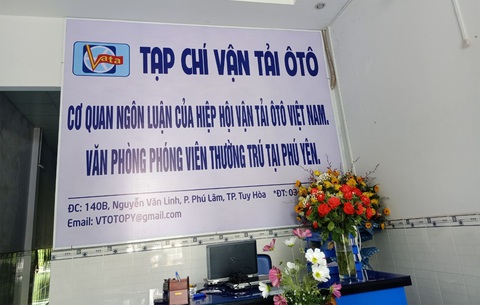 Vata
TẠP CHÍ VẬN TẢI ÔTÔ
CƠ QUAN NGÔN LUẬN CỦA HIỆP HỘI VẬN TẢI ÔTÔ VIỆT NAM.
VĂN PHÒNG PHÓNG VIÊN THƯỜNG TRÚ TẠI PHÚ YÊN.
ĐC: 140B, Nguyễn Văn Linh, P. Phú Lâm, TP. Tuy Hòa *ĐT: 03
Email: VTOTOPY@gmail.com